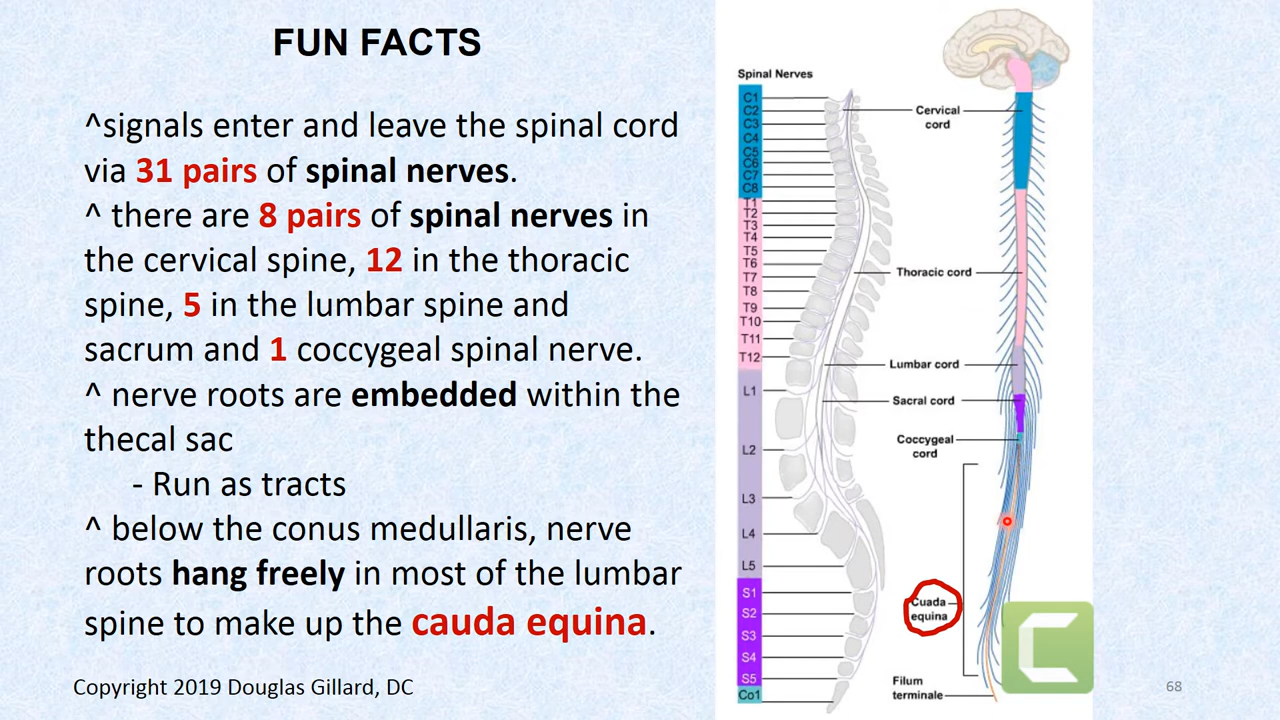 FUN FACTS
^signals enter and leave the spinal cord
via 31 pairs of spinal nerves.
^ there are 8 pairs of spinal nerves in
the cervical spine, 12 in the thoracic
spine, 5 in the lumbar spine and
sacrum and 1 coccygeal spinal nerve.
^ nerve roots are embedded within the
thecal sac
- Run as tracts
^ below the conus medullaris, nerve
roots hang freely in most of the lumbar
spine to make up the cauda equina.
Copyright 2019 Douglas Gillard, DC
Spinal Nerves
C1
C2
C3
C4
C5
C6
C7
C8
T1
T2
T3
T4
T5
T6
T7
T8
T9
T10
T11
T12
L1
L2
L3
L4
L5
S1
S2
S3
S4
S5
Co1
Cervical
cord
Thoracic cord
Lumbar cord
Sacral cord
Coccygeal
cord
Cuada
equina
Filum
terminale
C
68